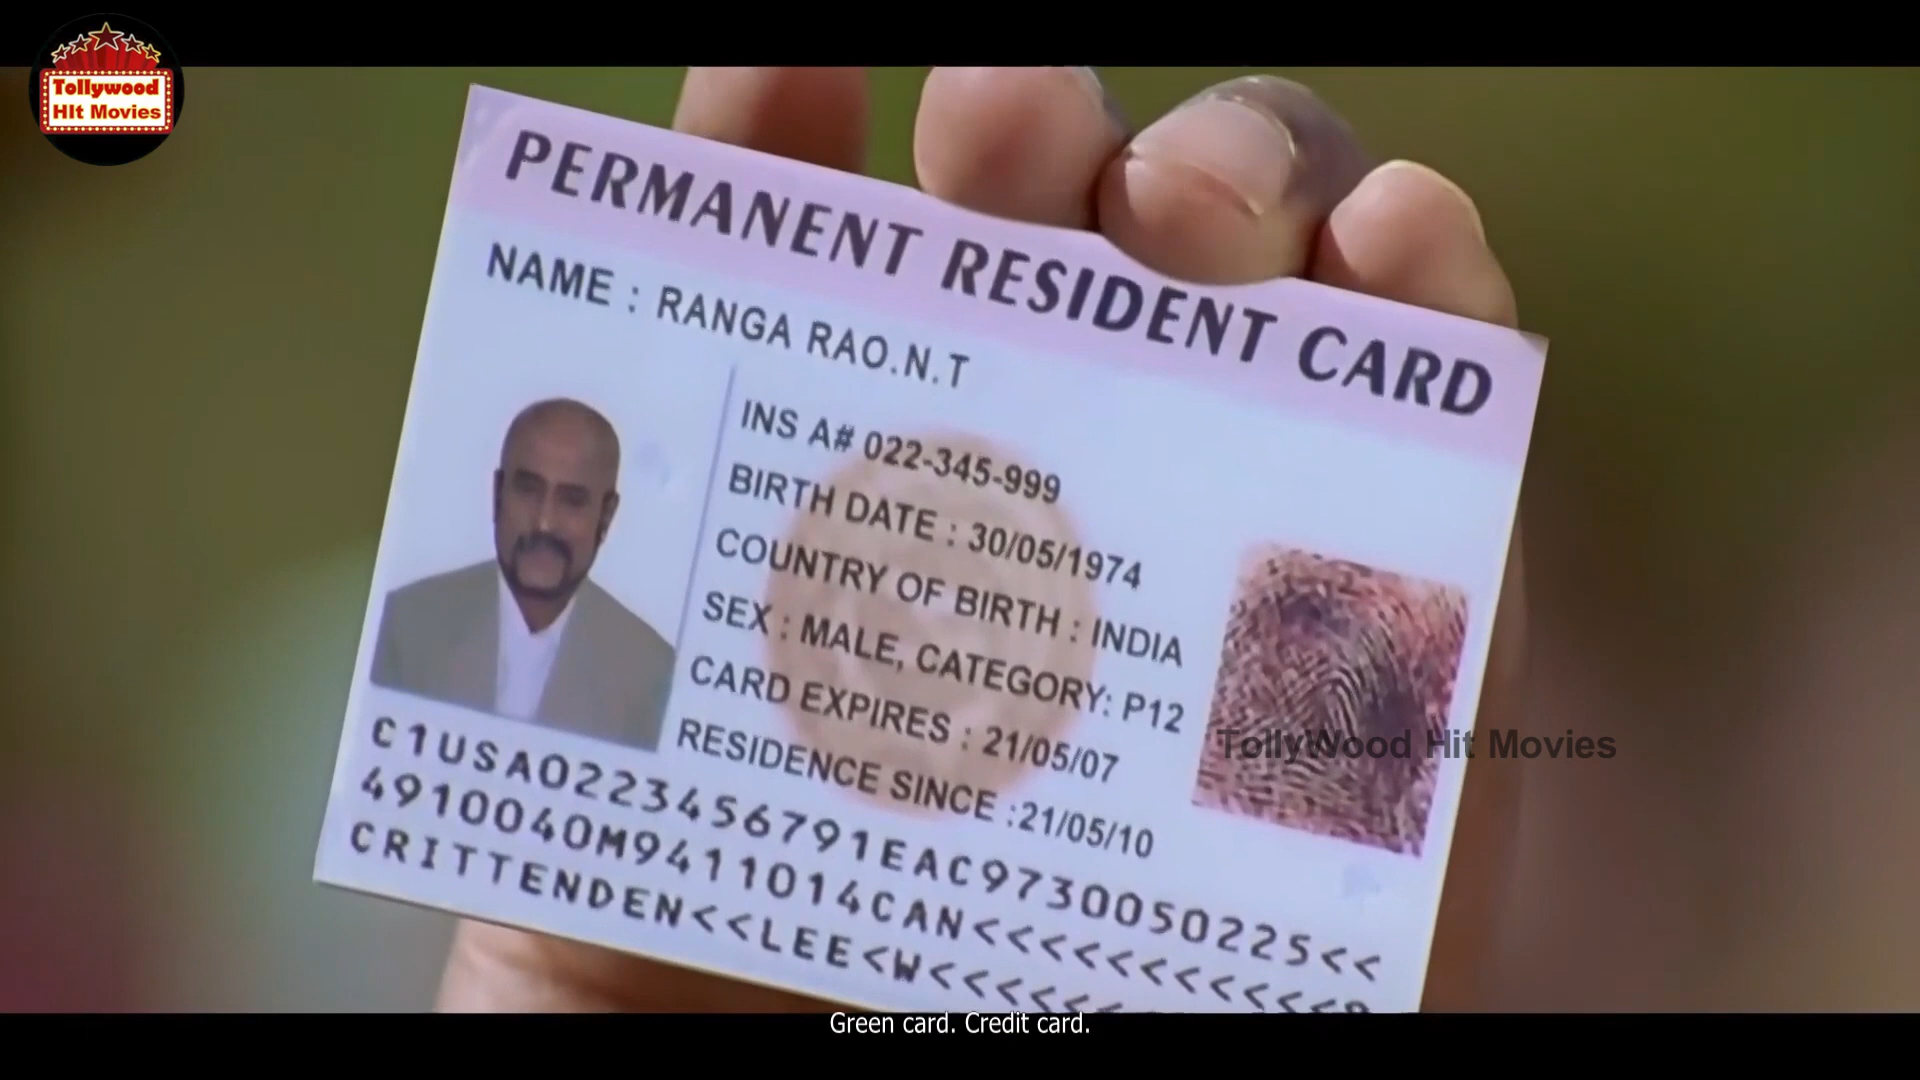 Tollywood
HIt Movies
PERMANENT RESIDENT CARD
NAME : RANGA RAO.N.T
INS A# 022-345-999
BIRTH DATE : 30/05/1974
COUNTRY OF BIRTH : INDIA
SEX : MALE, CATEGORY: P12
CARD EXPIRES : 21/05/07
RESIDENCE SINCE :21/05/10
TollyWood Hit Movies
C1USA0223456791EAC9730050225<<
4910040M9411014CAN<<<<<<<<<<<
CRITTENDEN<<LEE<W<<<<<<
Green card. Credit card.